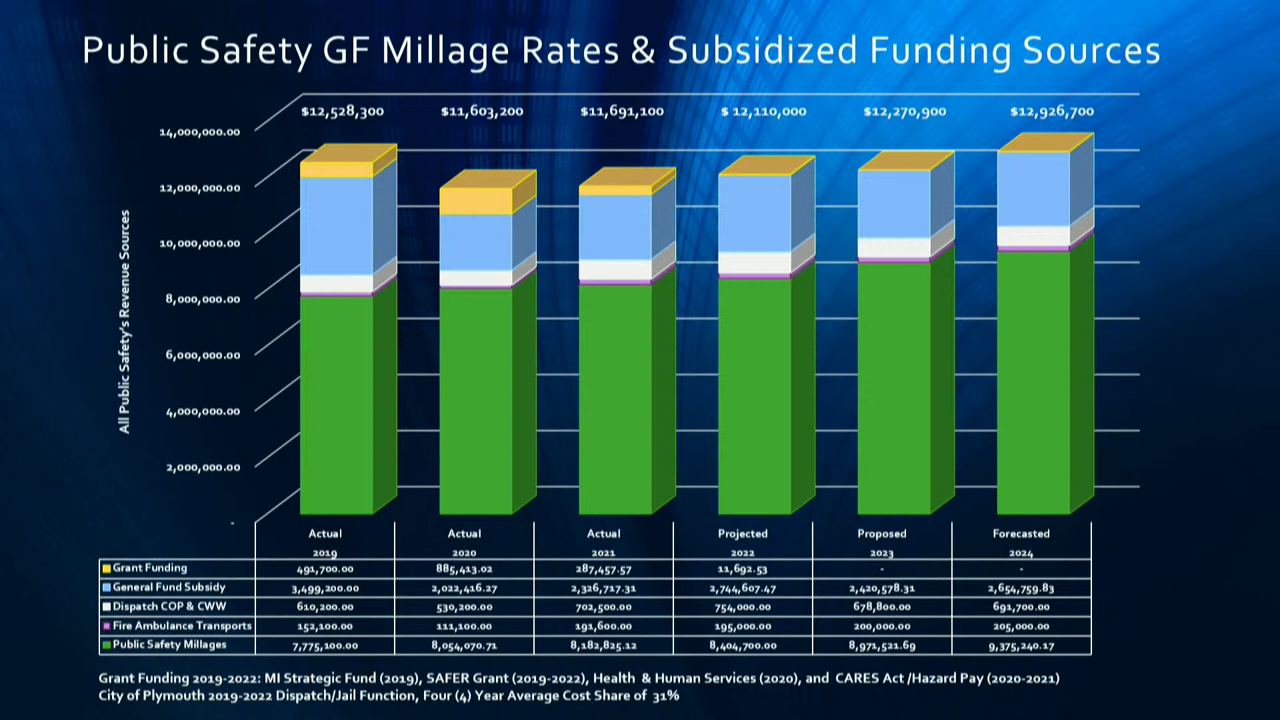 Public Safety GF Millage Rates & Subsidized Funding Sources
$12,528,300 $11,603,200 $11,691,100 $ 12,110,000 $12,270,900 $12,926,700
14,000,000.00
12,000,000.00
10,000,000.00
8,000,000.00
6,000,000.00
4,000,000.00
2,000,000.00
-
All Public Safety's Revenue Sources
Actual Actual Actual Projected Proposed Forecasted
2019 2020 2021 2022 2023 2024
Grant Funding 491,700.00 885,413.02 287,457.57 11,692.53 - -
General Fund Subsidy 3,499,200.00 2,022,416.27 2,326,717.31 2,744,607.47 2,420,578.31 2,654,759.83
Dispatch COP & CWW 610,200.00 530,200.00 702,500.00 754,000.00 678,800.00 691,700.00
Fire Ambulance Transports 152,100.00 111,100.00 191,600.00 195,000.00 200,000.00 205,000.00
Public Safety Millages 7,775,100.00 8,054,070.71 8,182,825.12 8,404,700.00 8,971,521.69 9,375,240.17
Grant Funding 2019-2022: MI Strategic Fund (2019), SAFER Grant (2019-2022), Health & Human Services (2020), and CARES Act /Hazard Pay (2020-2021)
City of Plymouth 2019-2022 Dispatch/Jail Function, Four (4) Year Average Cost Share of 31%